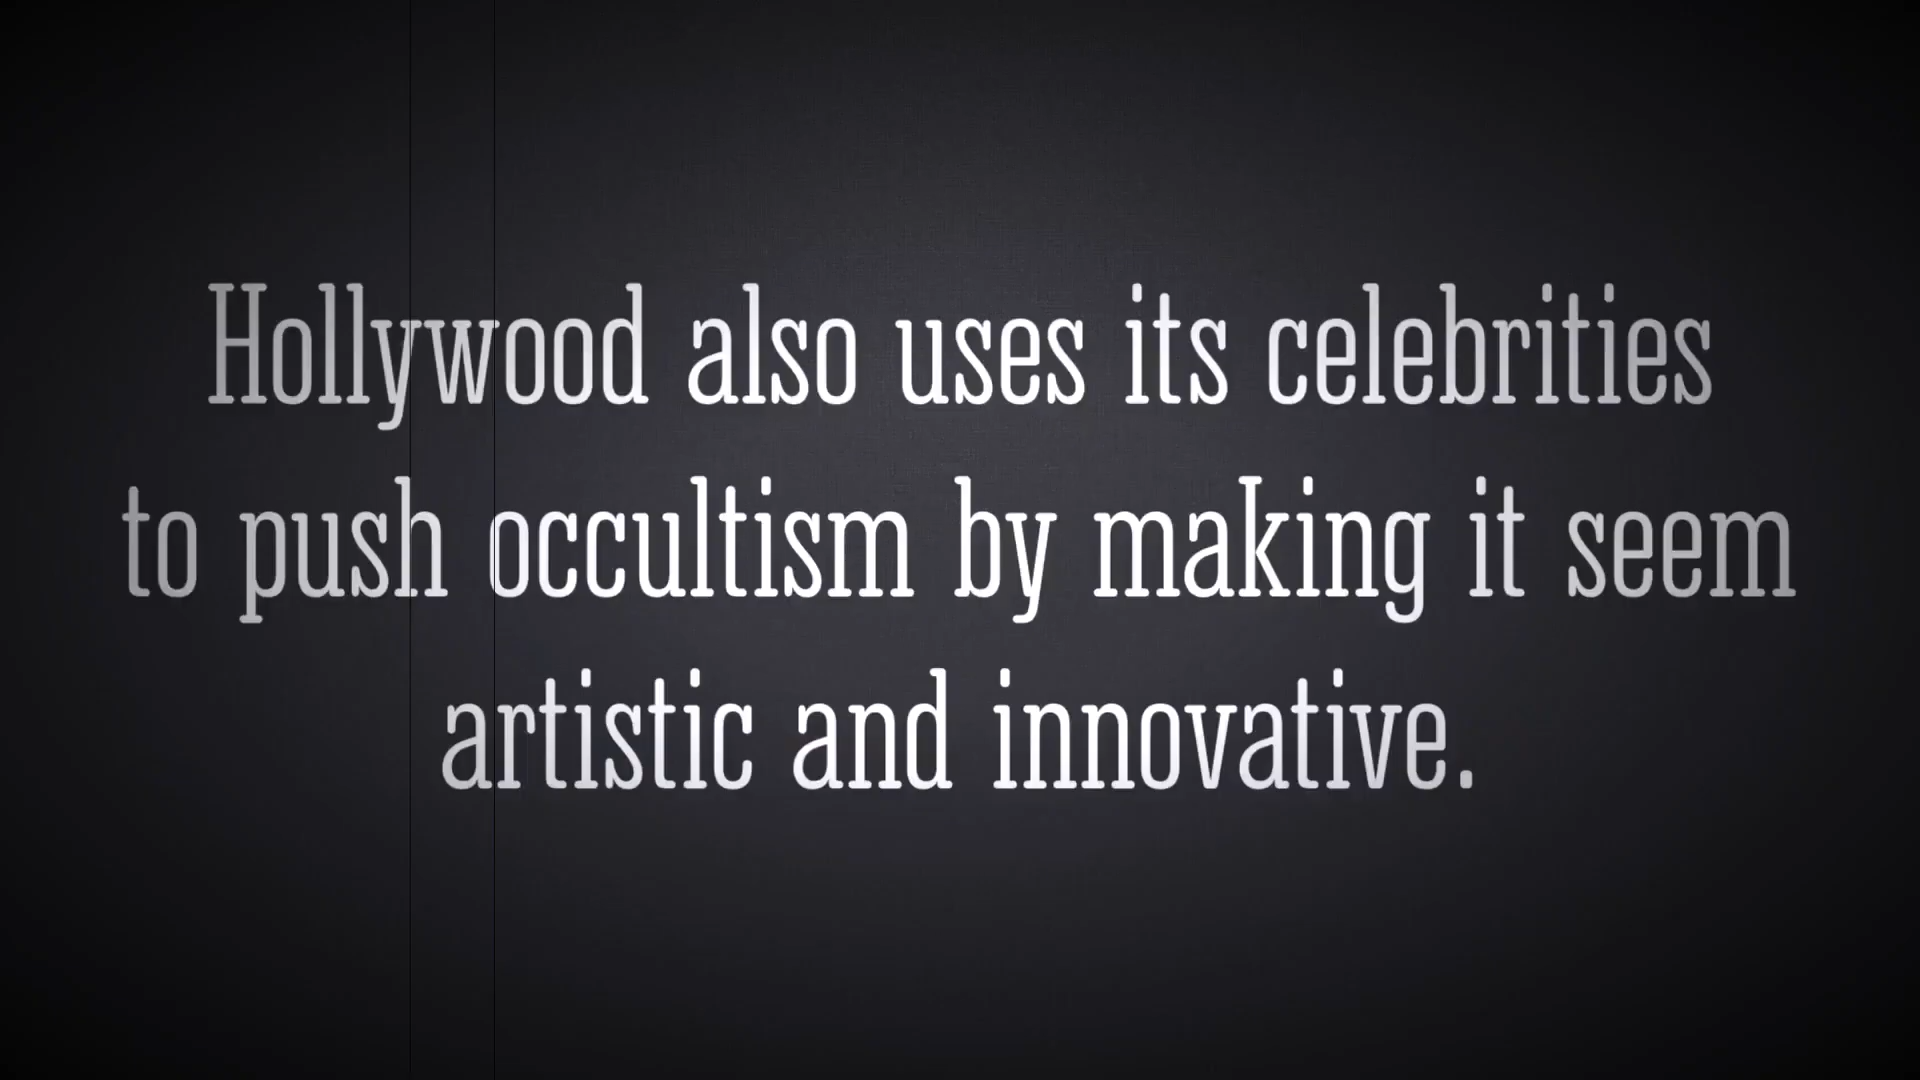 Hollywood also uses its celebrities
to push occultism by making it seem
artistic and innovative.